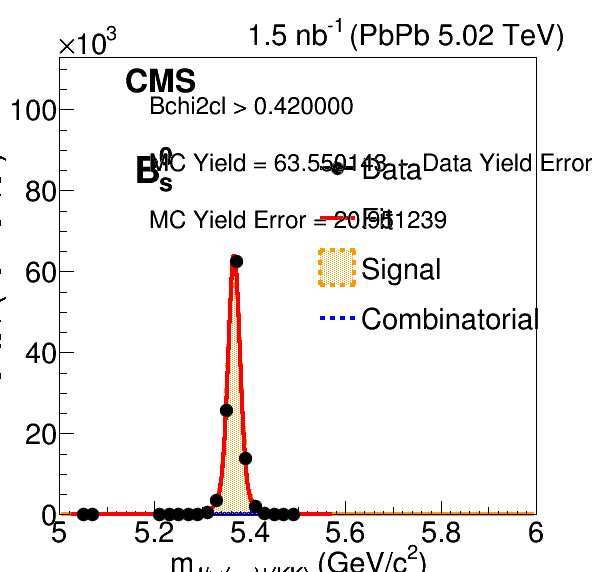 ×10³
1.5 nb⁻¹ (PbPb 5.02 TeV)
CMS
Bchi2cl > 0.420000
B⁰ₛ
MC Yield = 63.550143 Data Yield Error
Data
MC Yield Error = 20.951239
Fit
Signal
Combinatorial
100
80
60
40
20
0
5 5.2 5.4 5.6 5.8 6
m (GeV/c²)